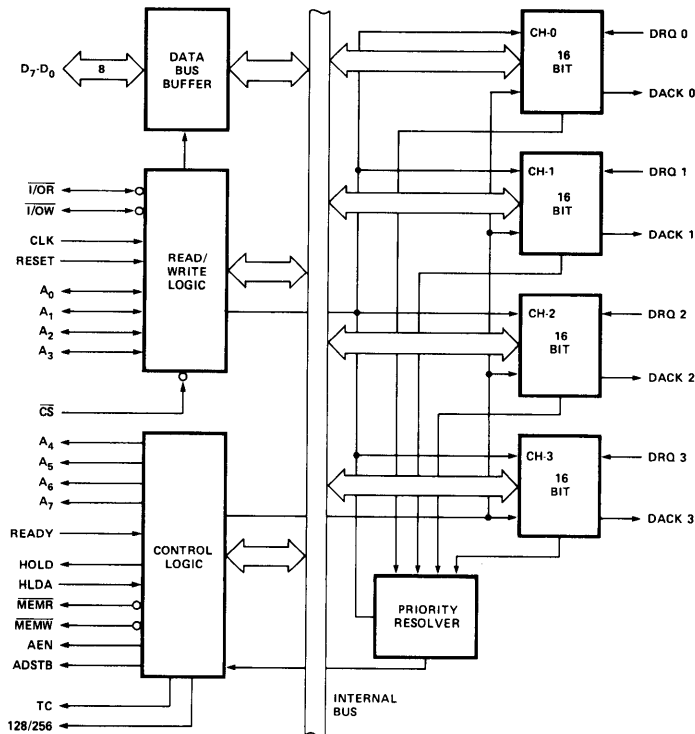 D₇-D₀
8
DATA
BUS
BUFFER
I/OR
I/OW
CLK
RESET
A₀
A₁
A₂
A₃
CS
READ/
WRITE
LOGIC
A₄
A₅
A₆
A₇
READY
HOLD
HLDA
MEMR
MEMW
AEN
ADSTB
TC
128/256
CONTROL
LOGIC
INTERNAL
BUS
CH-0
16
BIT
DRQ 0
DACK 0
CH-1
16
BIT
DRQ 1
DACK 1
CH-2
16
BIT
DRQ 2
DACK 2
CH-3
16
BIT
DRQ 3
DACK 3
PRIORITY
RESOLVER